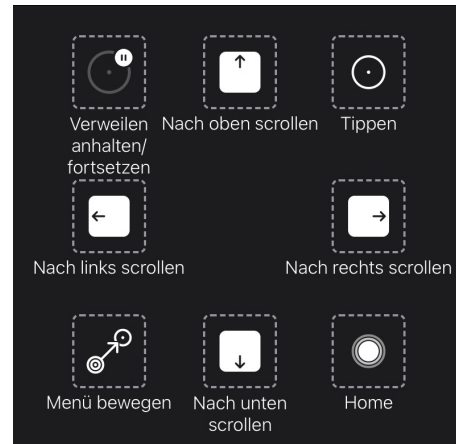 Verweilen
anhalten/
fortsetzen
Nach oben scrollen
Tippen
Nach links scrollen
Nach rechts scrollen
Menü bewegen
Nach unten
scrollen
Home